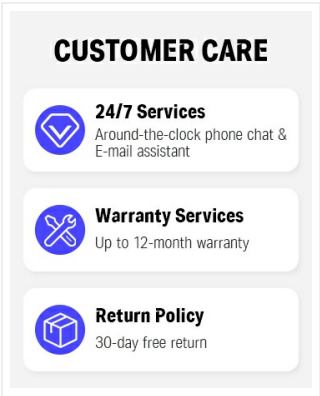 CUSTOMER CARE
24/7 Services
Around-the-clock phone chat &
E-mail assistant
Warranty Services
Up to 12-month warranty
Return Policy
30-day free return